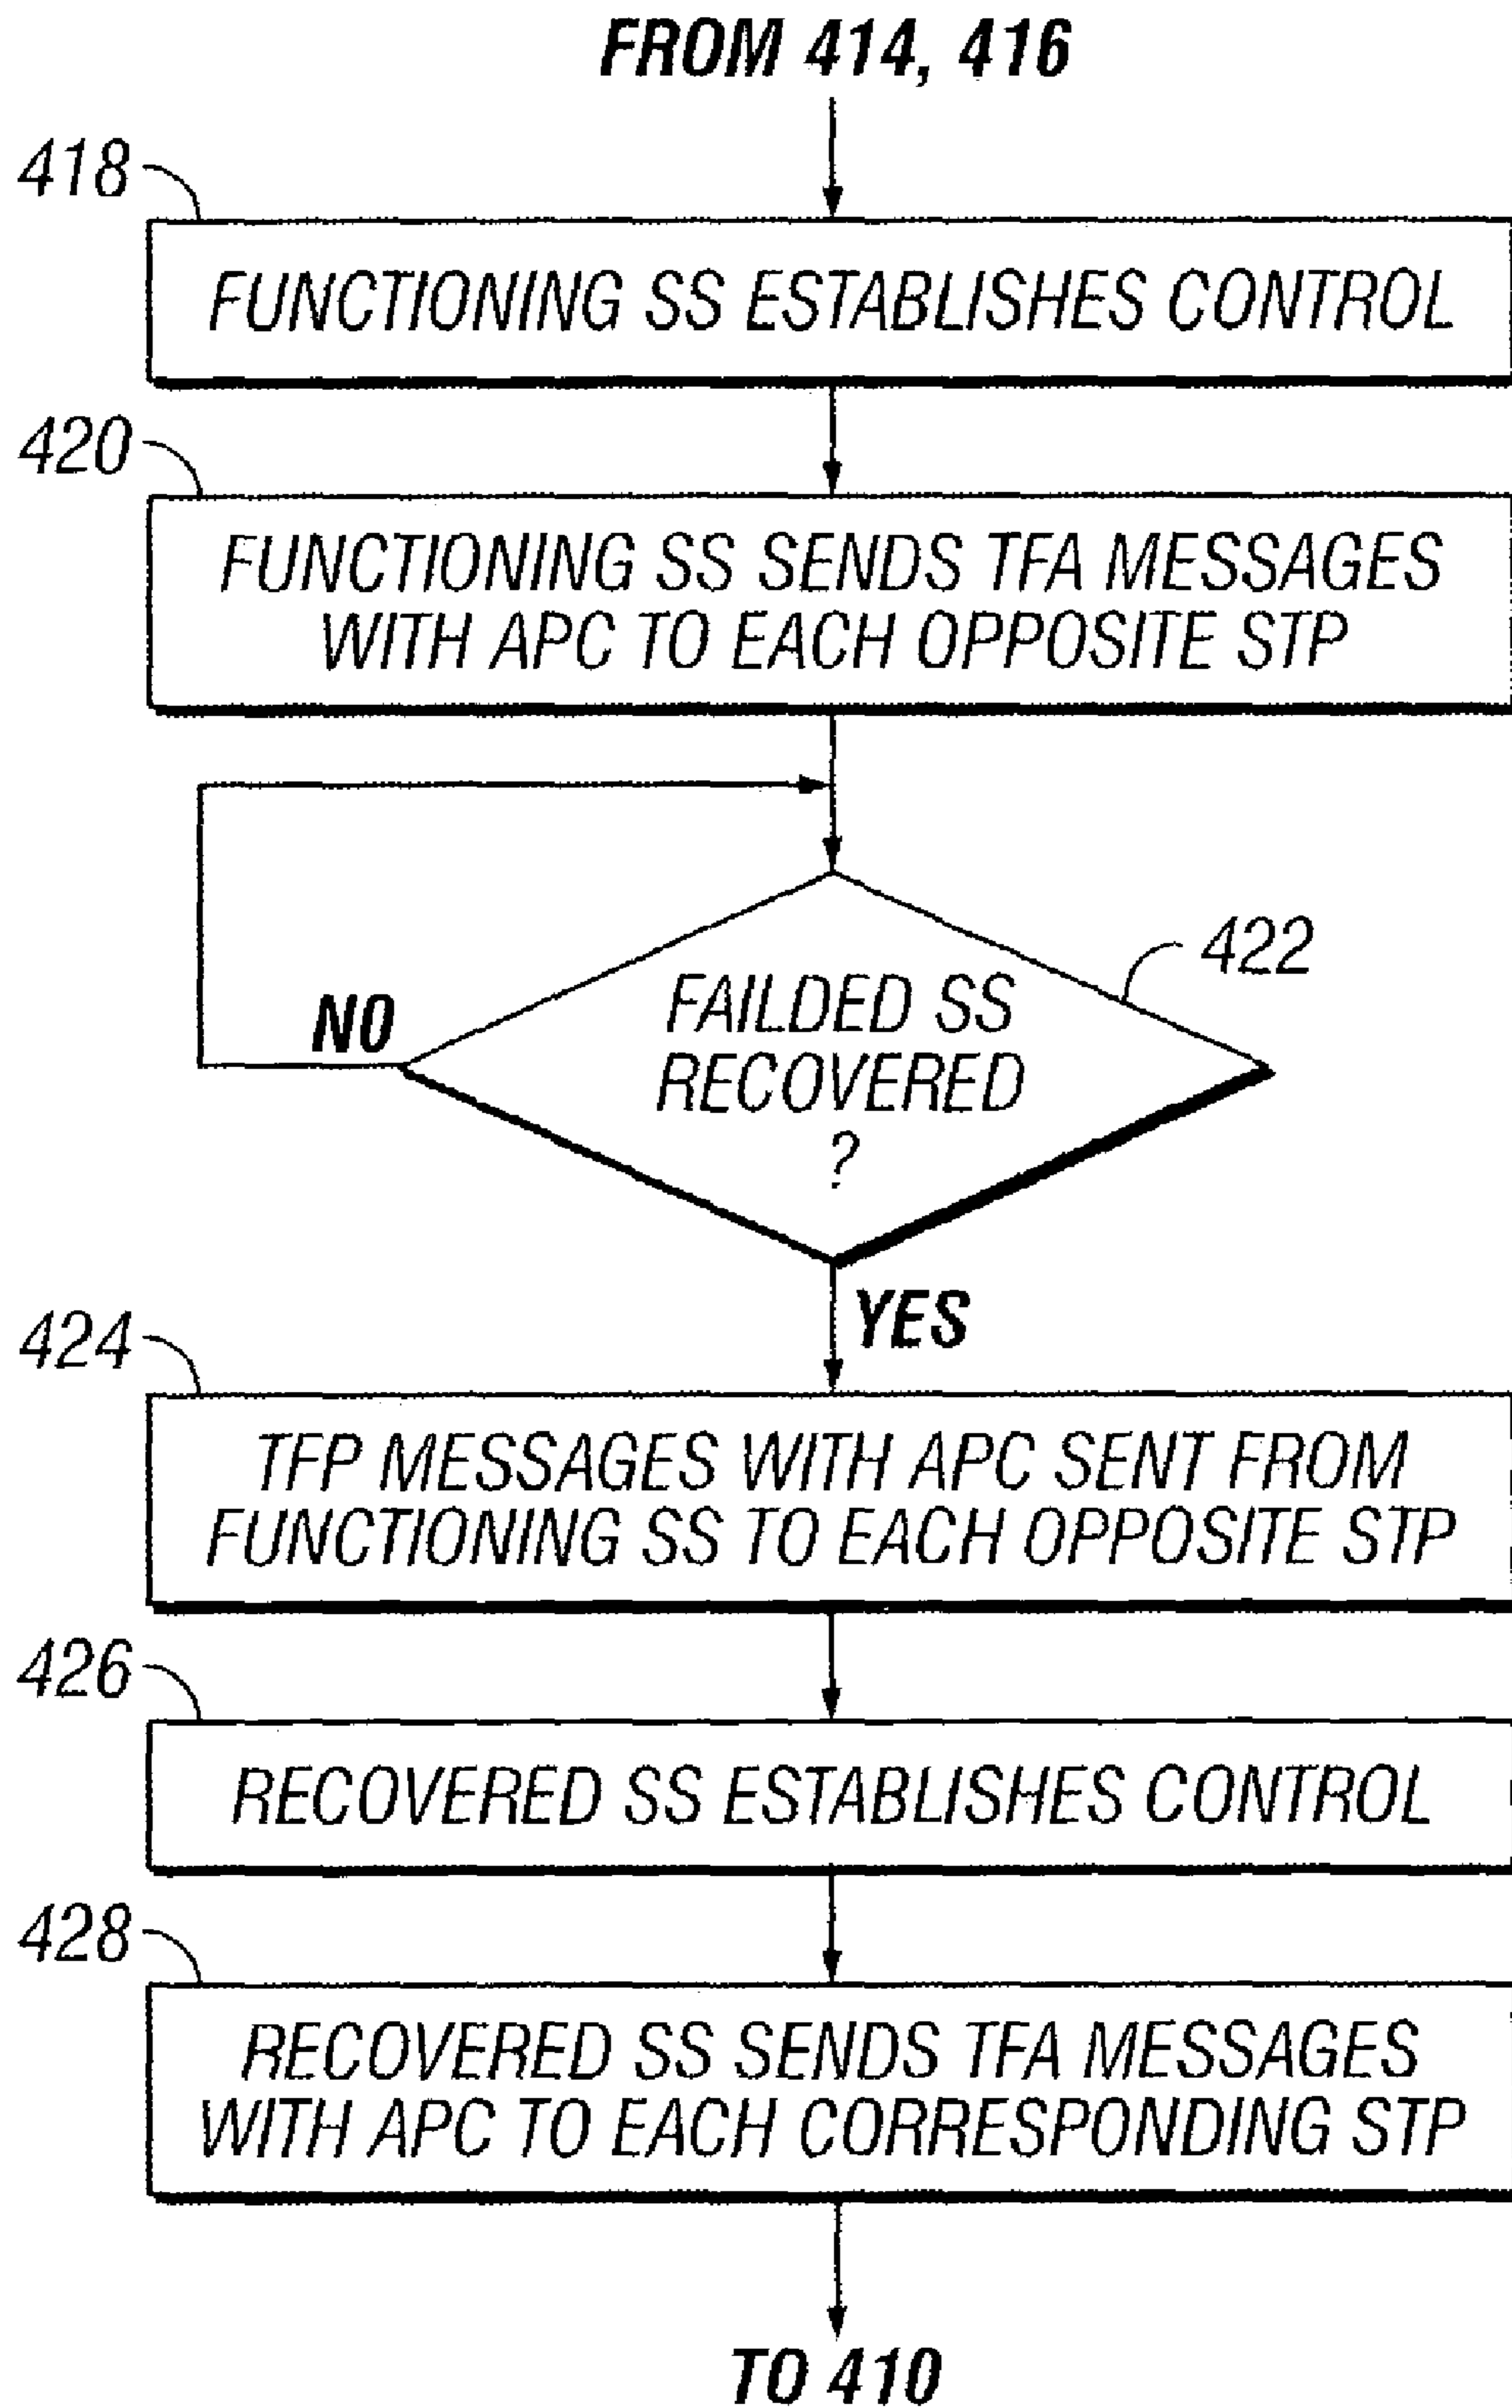 FROM 414, 416
418
FUNCTIONING SS ESTABLISHES CONTROL
420
FUNCTIONING SS SENDS TFA MESSAGES
WITH APC TO EACH OPPOSITE STP
422
FAILDED SS
RECOVERED
?
NO
YES
424
TFP MESSAGES WITH APC SENT FROM
FUNCTIONING SS TO EACH OPPOSITE STP
426
RECOVERED SS ESTABLISHES CONTROL
428
RECOVERED SS SENDS TFA MESSAGES
WITH APC TO EACH CORRESPONDING STP
TO 410